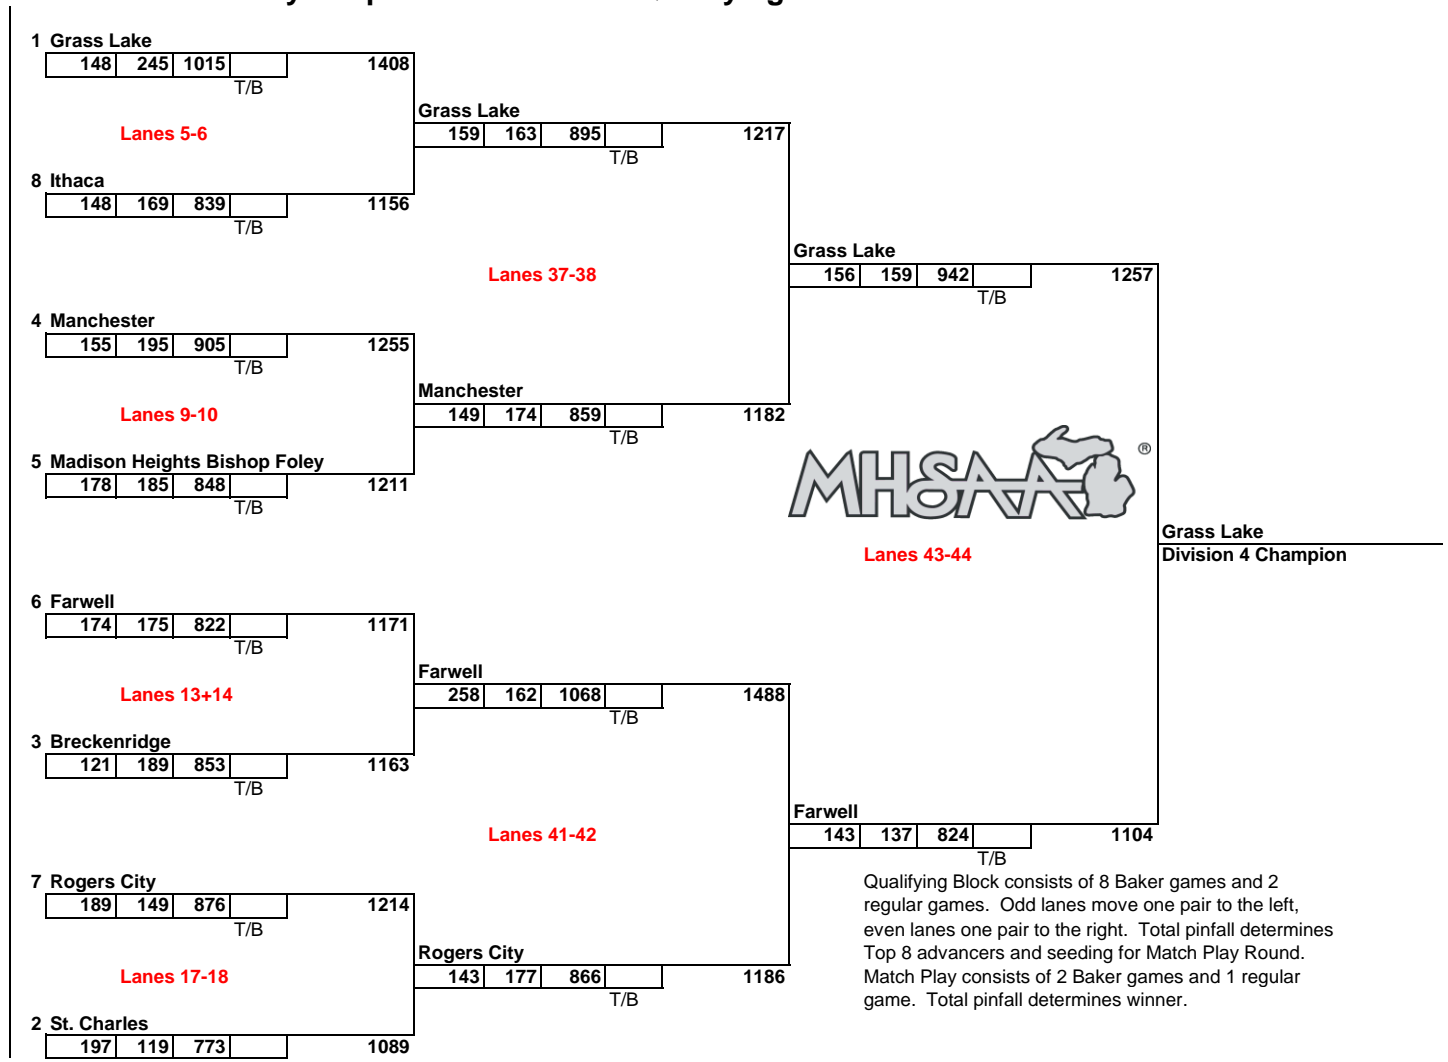 1 Grass Lake
148 245 1015 1408
T/B
Grass Lake
Lanes 5-6
159 163 895 1217
T/B
8 Ithaca
148 169 839 1156
T/B
Grass Lake
Lanes 37-38
156 159 942 1257
T/B
4 Manchester
155 195 905 1255
T/B
Manchester
Lanes 9-10
149 174 859 1182
T/B
5 Madison Heights Bishop Foley
178 185 848 1211
T/B
MHSAA ®
Grass Lake
Lanes 43-44
Division 4 Champion
6 Farwell
174 175 822 1171
T/B
Farwell
Lanes 13+14
258 162 1068 1488
T/B
3 Breckenridge
121 189 853 1163
T/B
Farwell
Lanes 41-42
143 137 824 1104
T/B
7 Rogers City
189 149 876 1214
T/B
Rogers City
Lanes 17-18
143 177 866 1186
T/B
2 St. Charles
197 119 773 1089
Qualifying Block consists of 8 Baker games and 2
regular games. Odd lanes move one pair to the left,
even lanes one pair to the right. Total pinfall determines
Top 8 advancers and seeding for Match Play Round.
Match Play consists of 2 Baker games and 1 regular
game. Total pinfall determines winner.